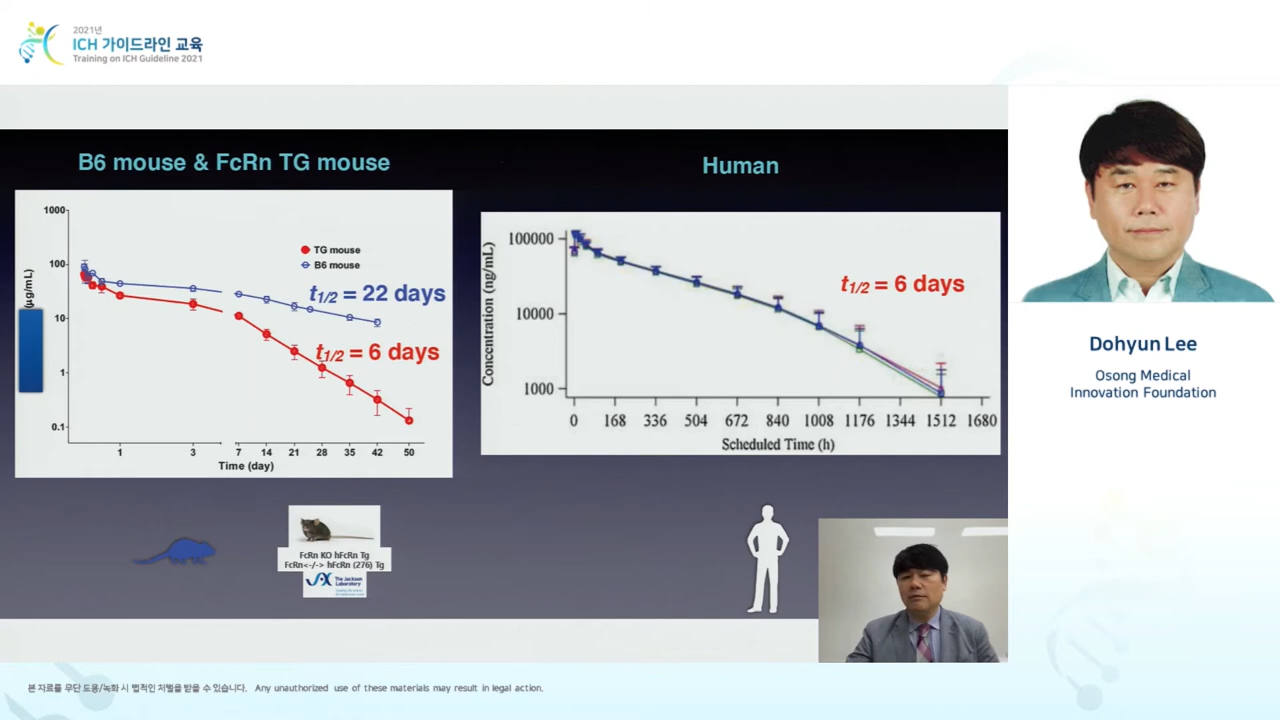 2021년
ICH 가이드라인 교육
Training on ICH Guideline 2021
B6 mouse & FcRn TG mouse
Human
1000
100
10
1
0.1
(µg/mL)
TG mouse
B6 mouse
t1/2 = 22 days
t1/2 = 6 days
1 3 7 14 21 28 35 42 50
Time (day)
100000
10000
1000
Concentration (ng/mL)
t1/2 = 6 days
0 168 336 504 672 840 1008 1176 1344 1512 1680
Scheduled Time (h)
FcRn KO hFcRn Tg
FcRn<-/-> hFcRn (276) Tg
JAX
The Jackson
Laboratory
Dohyun Lee
Osong Medical
Innovation Foundation
본 자료를 무단 도용/녹화 시 법적인 처벌을 받을 수 있습니다. Any unauthorized use of these materials may result in legal action.